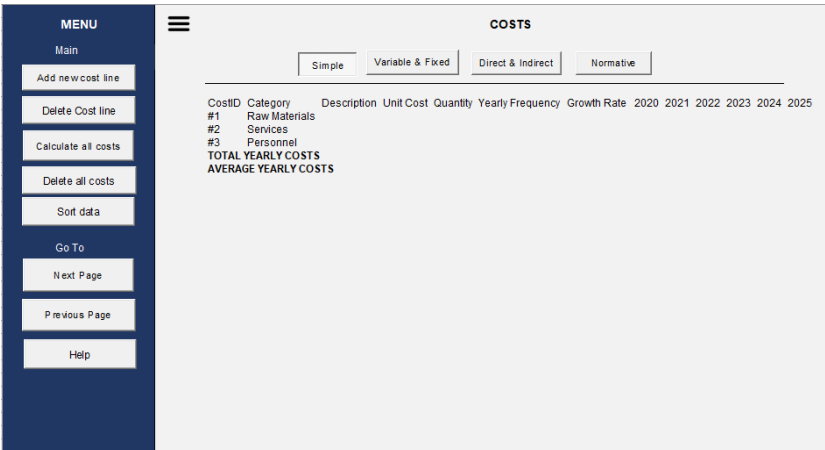 MENU
Main
Add new cost line
Delete Cost line
Calculate all costs
Delete all costs
Sort data
Go To
Next Page
Previous Page
Help
COSTS
Simple
Variable & Fixed
Direct & Indirect
Normative
CostID Category Description Unit Cost Quantity Yearly Frequency Growth Rate 2020 2021 2022 2023 2024 2025
#1 Raw Materials
#2 Services
#3 Personnel
TOTAL YEARLY COSTS
AVERAGE YEARLY COSTS